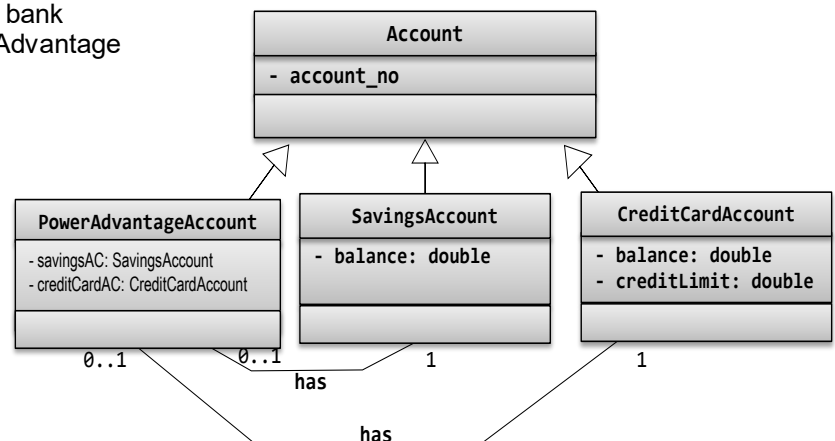 bank
Advantage
Account
- account_no
PowerAdvantageAccount
- savingsAC: SavingsAccount
- creditCardAC: CreditCardAccount
SavingsAccount
- balance: double
CreditCardAccount
- balance: double
- creditLimit: double
0..1
0..1
1
1
has
has